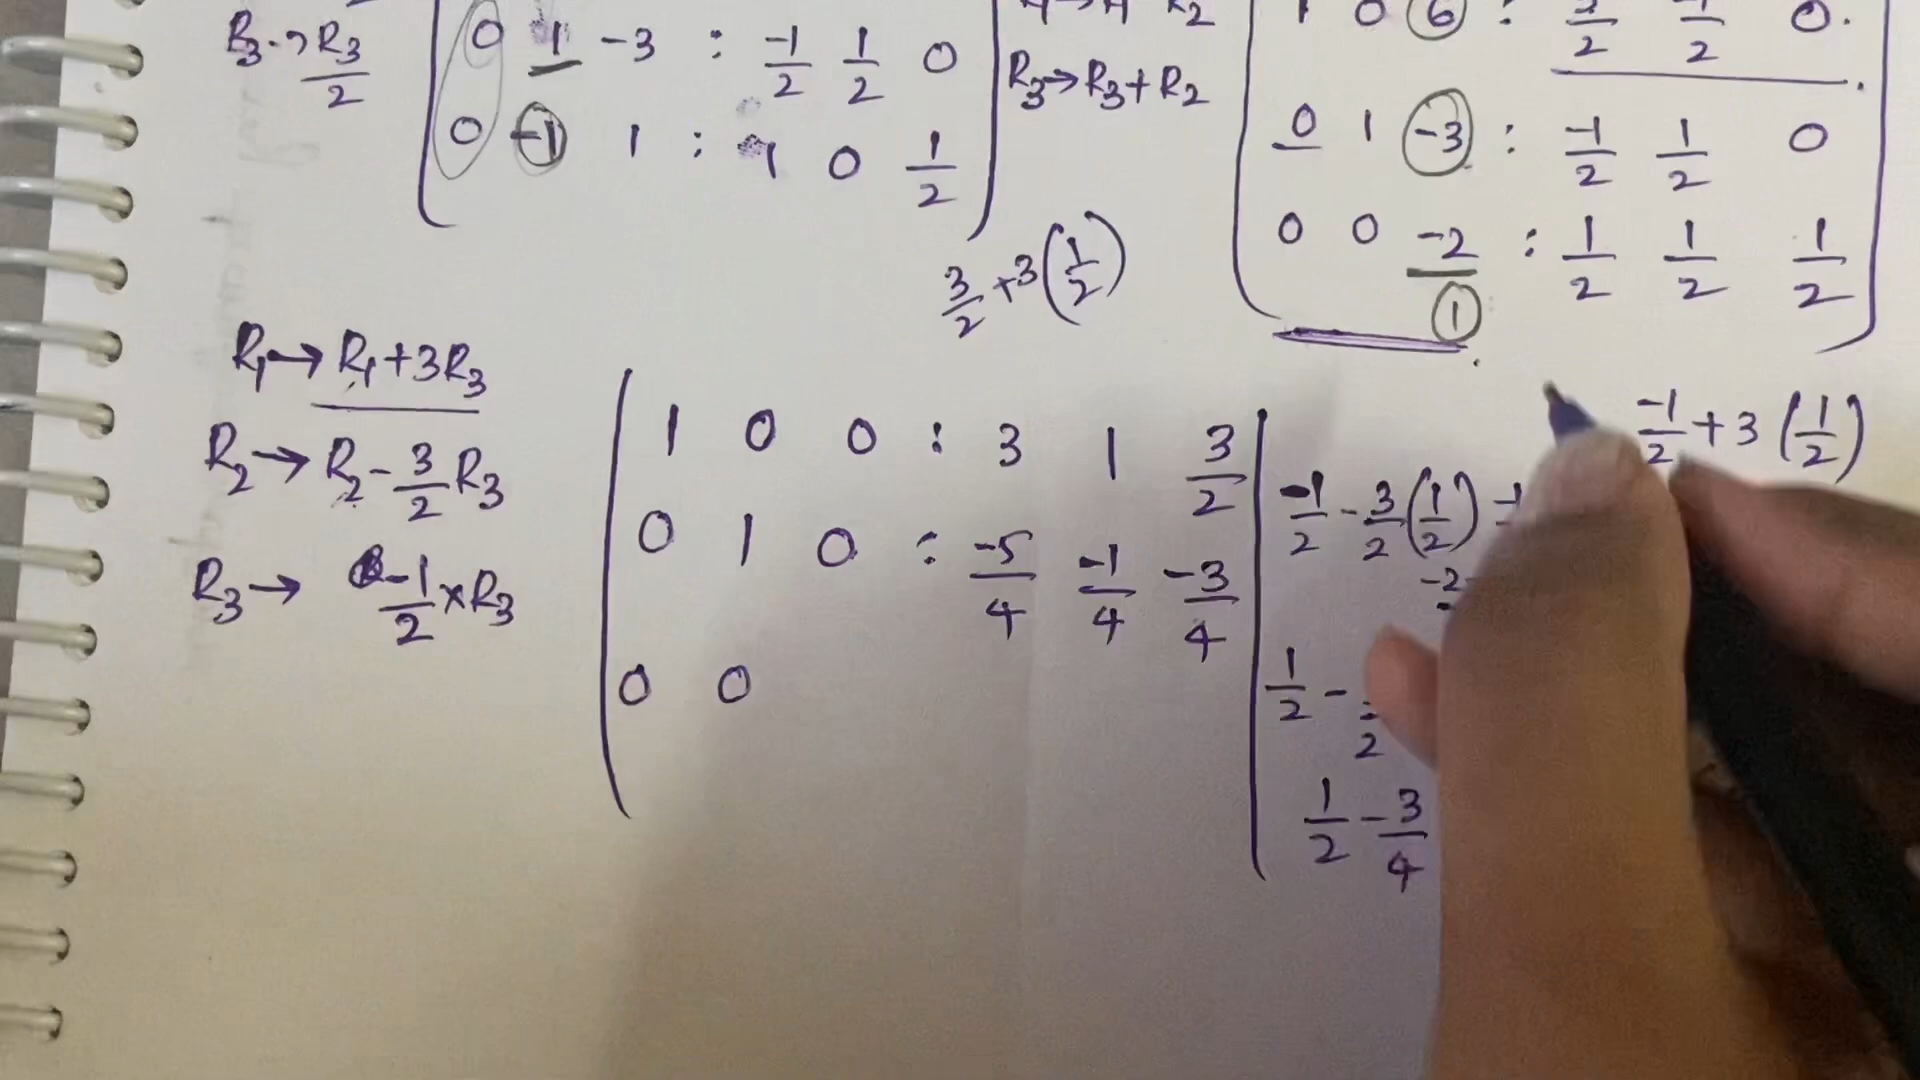 R3 → R3/2
0 1 -3 : -1/2 1/2 0
0 -1 1 : 1 0 1/2
R2
R3 → R3 + R2
1 0 6 : 3/2 -1/2 0.
0 1 -3 : -1/2 1/2 0
0 0 -2 : 1/2 1/2 1/2
1
3/2 + 3(1/2)
R1 → R1 + 3R3
R2 → R2 - 3/2 R3
R3 → -1/2 × R3
1 0 0 : 3 1 3/2
0 1 0 : -5/4 -1/4 -3/4
0 0
-1/2 + 3(1/2)
-1/2 - 3/2(1/2) -1
-2
1/2 -
2
1/2 - 3/4